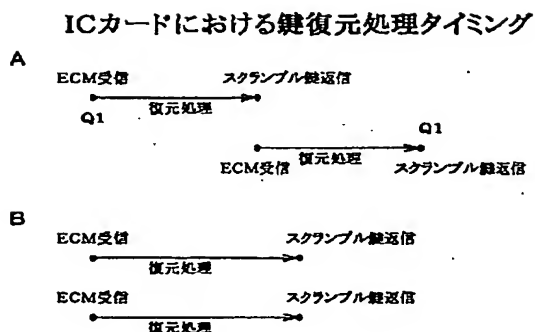 ICカードにおける鍵復元処理タイミング
A
ECM受信 スクランブル鍵返信
復元処理
Q1
Q1
復元処理
ECM受信 スクランブル鍵返信
B
ECM受信 スクランブル鍵返信
復元処理
ECM受信 スクランブル鍵返信
復元処理